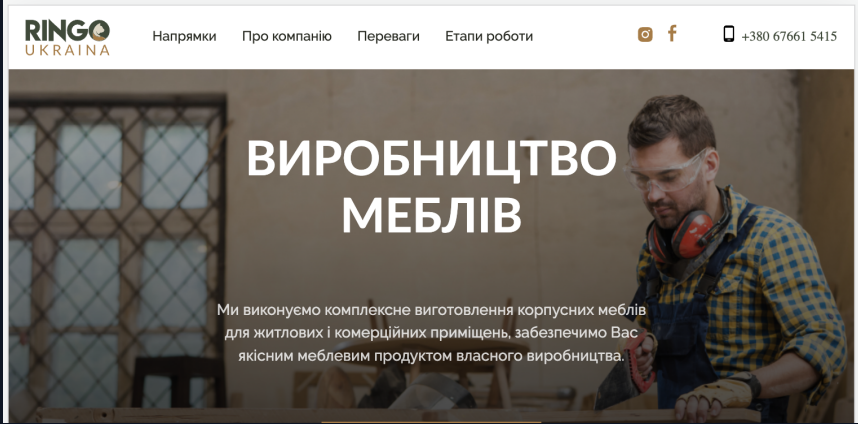 RINGO
UKRAINA
Напрямки Про компанію Переваги Етапи роботи
+380 67661 5415
ВИРОБНИЦТВО
МЕБЛІВ
Ми виконуємо комплексне виготовлення корпусних меблів
для житлових і комерційних приміщень, забезпечимо Вас
якісним меблевим продуктом власного виробництва.